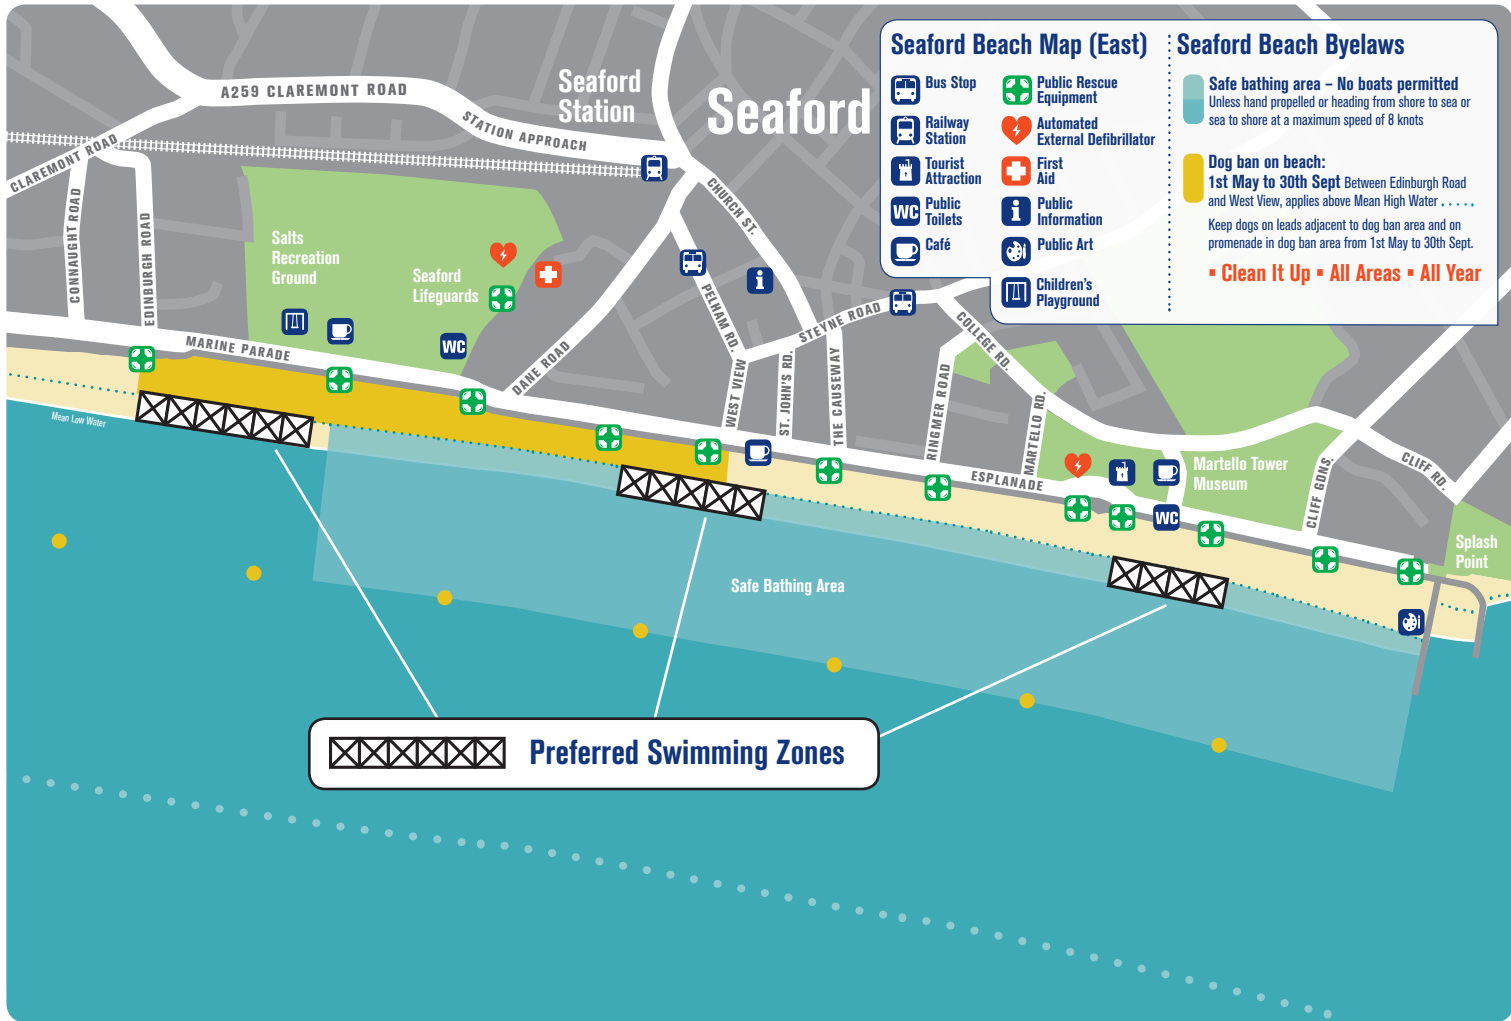 Seaford Beach Map (East)
Bus Stop
Railway
Station
Tourist
Attraction
WC
Public
Toilets
Café
Public Rescue
Equipment
Automated
External Defibrillator
First
Aid
i
Public
Information
Public Art
Children's
Playground
Seaford Beach Byelaws
Safe bathing area – No boats permitted
Unless hand propelled or heading from shore to sea or
sea to shore at a maximum speed of 8 knots
Dog ban on beach:
1st May to 30th Sept Between Edinburgh Road
and West View, applies above Mean High Water .....
Keep dogs on leads adjacent to dog ban area and on
promenade in dog ban area from 1st May to 30th Sept.
▪ Clean It Up ▪ All Areas ▪ All Year
Seaford
Station
Seaford
A259 CLAREMONT ROAD
STATION APPROACH
CLAREMONT ROAD
CONNAUGHT ROAD
EDINBURGH ROAD
CHURCH ST.
Salts
Recreation
Ground
Seaford
Lifeguards
i
WC
PELHAM RD.
STEYNE ROAD
COLLEGE RD.
MARINE PARADE
DANE ROAD
WEST VIEW
ST. JOHN'S RD.
THE CAUSEWAY
RINGMER ROAD
MARTELLO RD.
ESPLANADE
Martello Tower
Museum
WC
CLIFF GDNS.
CLIFF RD.
Splash
Point
Mean Low Water
Safe Bathing Area
Preferred Swimming Zones